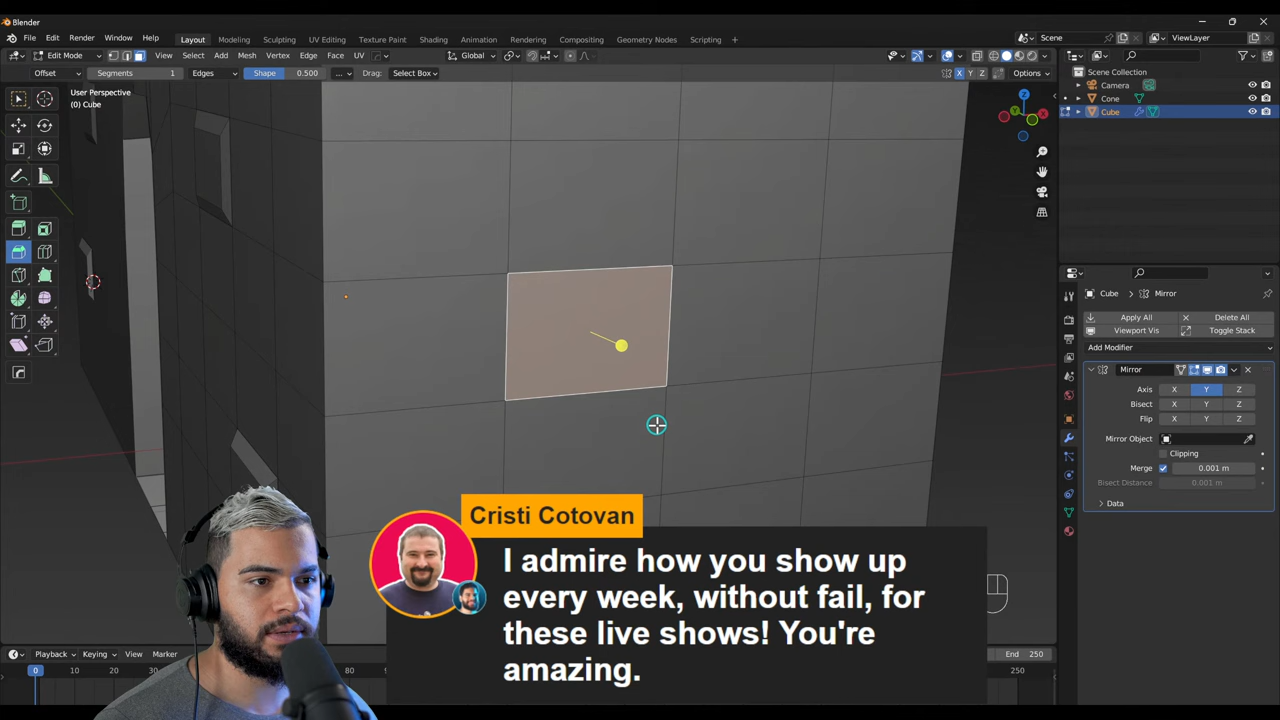 Blender
File Edit Render Window Help Layout Modeling Sculpting UV Editing Texture Paint Shading Animation Rendering Compositing Geometry Nodes Scripting Scene ViewLayer
Edit Mode View Select Add Mesh Vertex Edge Face UV Global
Offset Segments 1 Edges Shape 0.500 ... Drag: Select Box X Y Z Options
User Perspective
(0) Cube
Z
X
Y
Scene Collection
Camera
Cone
Cube
Cube Mirror
Apply All Delete All
Viewport Vis Toggle Stack
Add Modifier
Mirror
Axis X Y Z
Bisect X Y Z
Flip X Y Z
Mirror Object
Clipping
Merge 0.001 m
Bisect Distance 0.001 m
Data
Cristi Cotovan
I admire how you show up
every week, without fail, for
these live shows! You're
amazing.
Playback Keying View Marker End 250
0 10 20 30 40 50 60 70 80 250